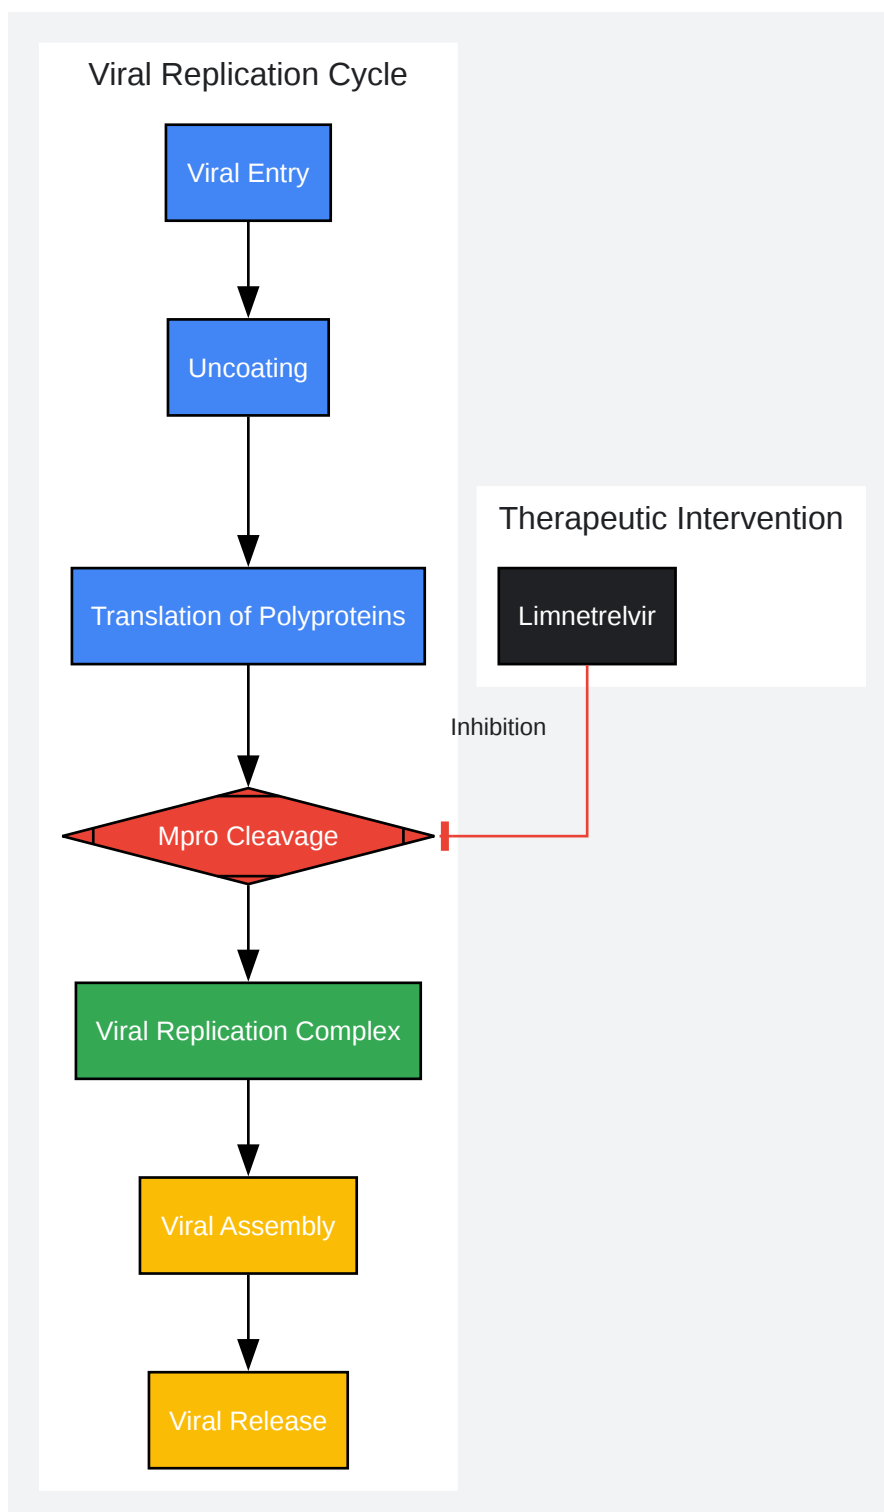 Viral Replication Cycle
Viral Entry
Uncoating
Therapeutic Intervention
Translation of Polyproteins
Limnetrelvir
Inhibition
Mpro Cleavage
Viral Replication Complex
Viral Assembly
Viral Release